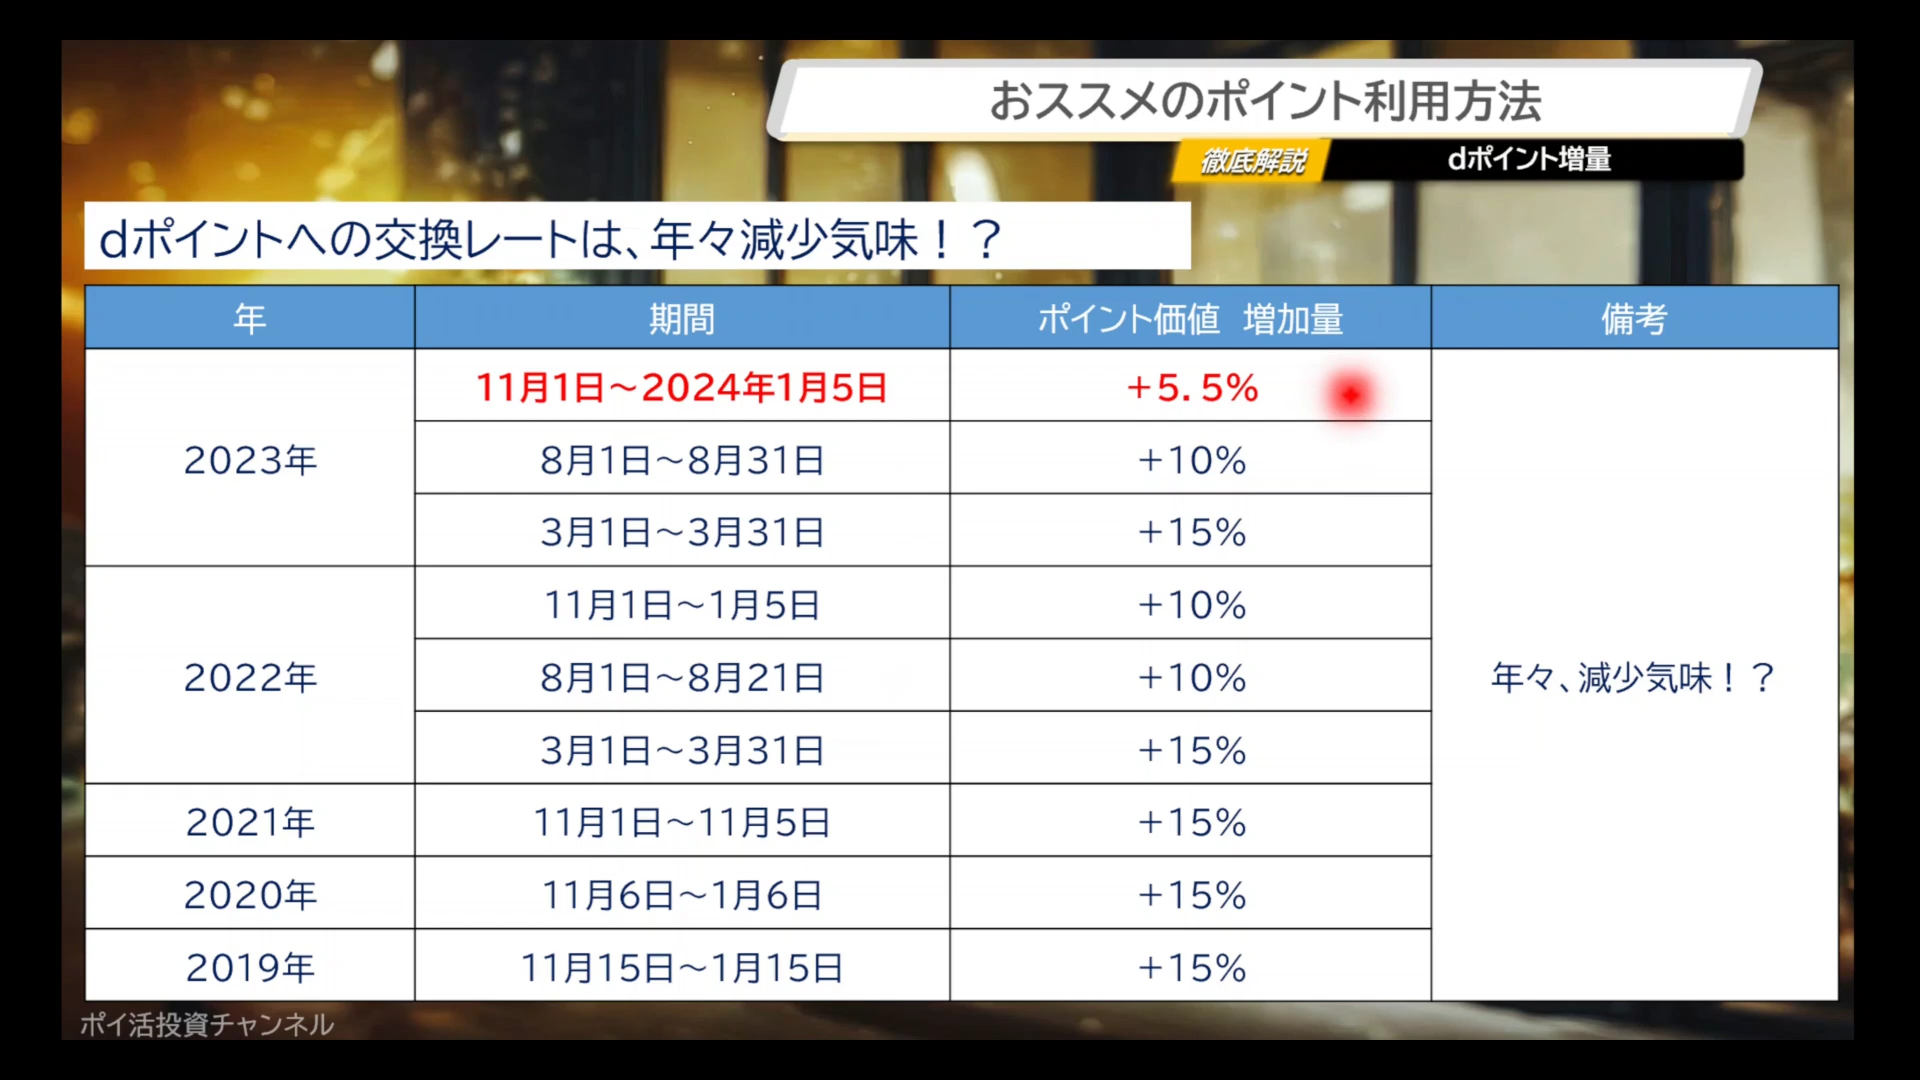 おススメのポイント利用方法
徹底解説
dポイント増量
dポイントへの交換レートは、年々減少気味！？
年 期間 ポイント価値 増加量 備考
2023年 11月1日～2024年1月5日 ＋5.5%
8月1日～8月31日 ＋10%
3月1日～3月31日 ＋15%
2022年 11月1日～1月5日 ＋10%
8月1日～8月21日 ＋10%
3月1日～3月31日 ＋15%
2021年 11月1日～11月5日 ＋15%
2020年 11月6日～1月6日 ＋15%
2019年 11月15日～1月15日 ＋15%
年々、減少気味！？
ポイ活投資チャンネル